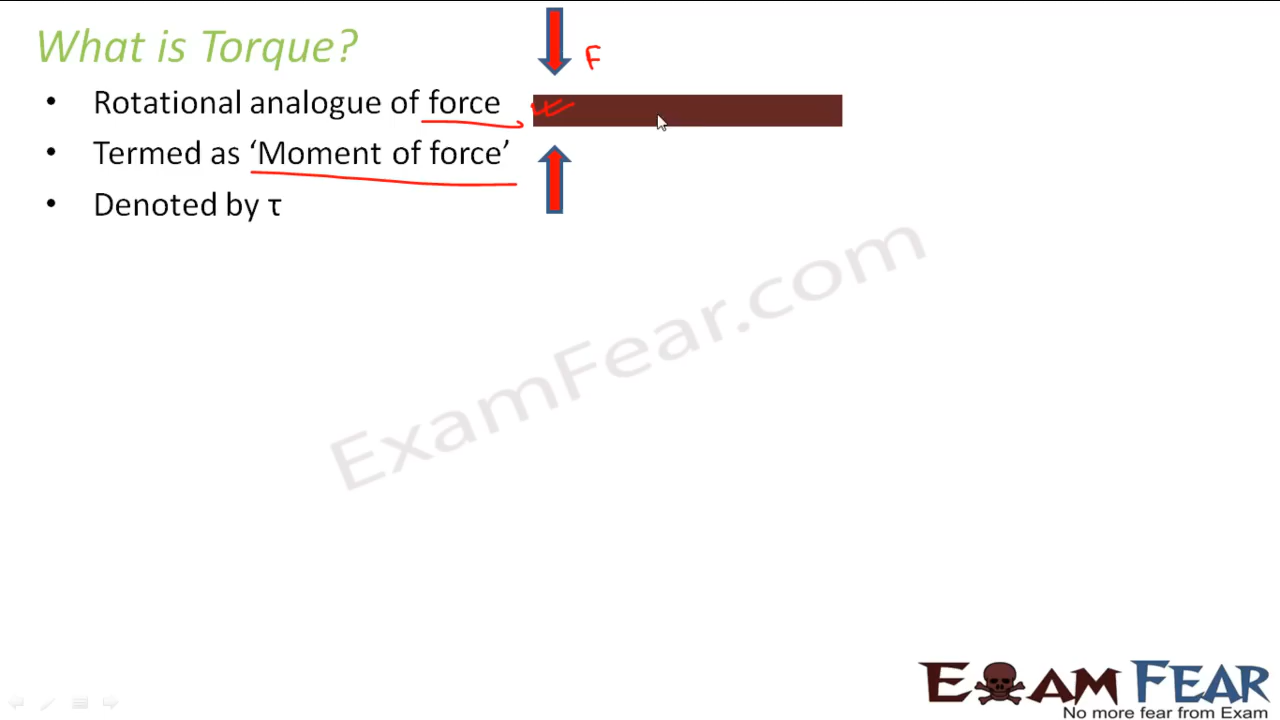 What is Torque?
F
• Rotational analogue of force
• Termed as ‘Moment of force’
• Denoted by τ
ExamFear.com
EXAM FEAR
No more fear from Exam